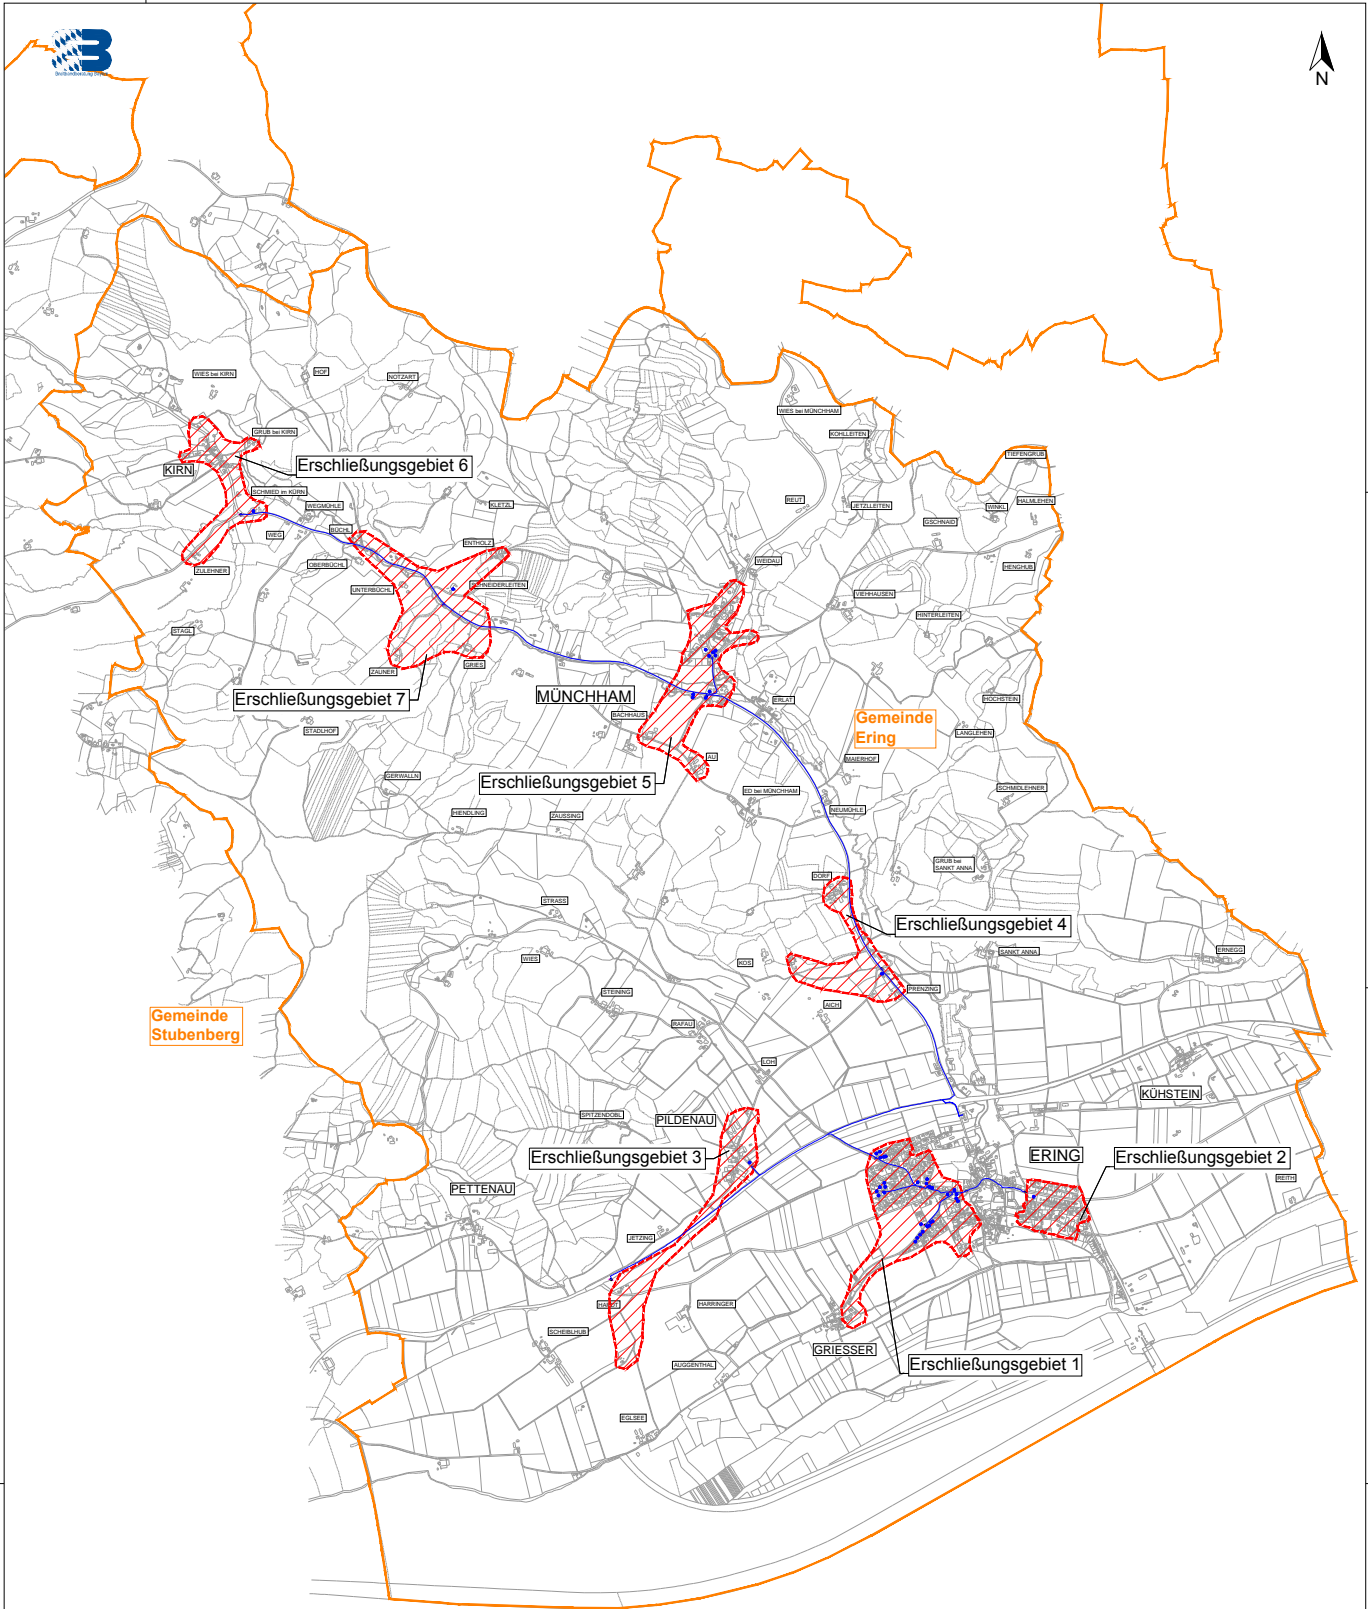 Breitbandberatung Bayern
N
WIES bei KIRN
HOF
NOTZART
WIES bei MÜNCHHAM
GRUB bei KIRN
KOHLLEITEN
TIEFENGRUB
KIRN
Erschließungsgebiet 6
SCHMIED im KÜRN
WEGMÜHLE
KLETZL
REUT
JETZLLEITEN
WINKL
HALMLEHEN
GSCHNAID
WEG
BÜCHL
ENTHOLZ
OBERBÜCHL
ZULEHNER
WEIDAU
HENGHUB
UNTERBÜCHL
SCHNEIDERLEITEN
VIEHHAUSEN
HINTERLEITEN
STAGL
ZAUNER
GRIES
Erschließungsgebiet 7
MÜNCHHAM
ERLAT
HOCHSTEIN
BACHHAUS
Gemeinde
Ering
STADLHOF
LANGLEHEN
AU
MAIERHOF
GERWALLN
Erschließungsgebiet 5
ED bei MÜNCHHAM
SCHMIDLEHNER
HIENDLING
ZAUSSING
NEUMÜHLE
GRUB bei
SANKT ANNA
DORF
STRASS
Erschließungsgebiet 4
WIES
KOS
SANKT ANNA
ERNEGG
STEINING
PRENZING
AICH
Gemeinde
Stubenberg
RAFAU
LOH
KÜHSTEIN
SPITZENDOBL
PILDENAU
Erschließungsgebiet 3
ERING
Erschließungsgebiet 2
REITH
PETTENAU
JETZING
HARDT
HARRINGER
SCHEIBLHUB
GRIESSER
Erschließungsgebiet 1
AUGGENTHAL
EGLSEE